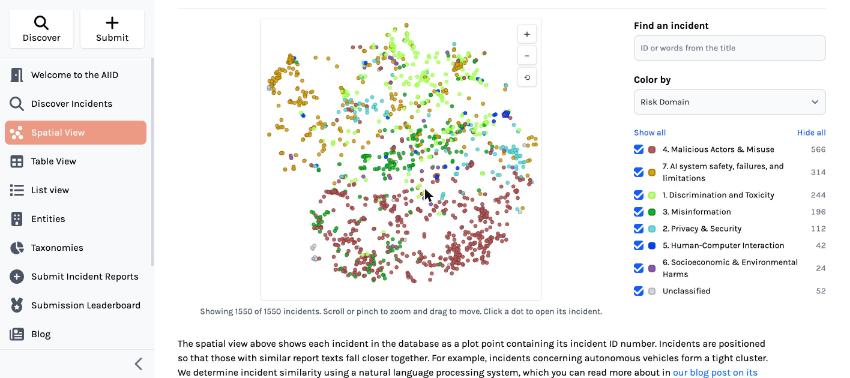 Discover
Submit
Welcome to the AIID
Discover Incidents
Spatial View
Table View
List view
Entities
Taxonomies
Submit Incident Reports
Submission Leaderboard
Blog
+
−
Showing 1550 of 1550 incidents. Scroll or pinch to zoom and drag to move. Click a dot to open its incident.
Find an incident
ID or words from the title
Color by
Risk Domain
Show all Hide all
4. Malicious Actors & Misuse 566
7. AI system safety, failures, and 314
limitations
1. Discrimination and Toxicity 244
3. Misinformation 196
2. Privacy & Security 112
5. Human-Computer Interaction 42
6. Socioeconomic & Environmental 24
Harms
Unclassified 52
The spatial view above shows each incident in the database as a plot point containing its incident ID number. Incidents are positioned
so that those with similar report texts fall closer together. For example, incidents concerning autonomous vehicles form a tight cluster.
We determine incident similarity using a natural language processing system, which you can read more about in our blog post on its